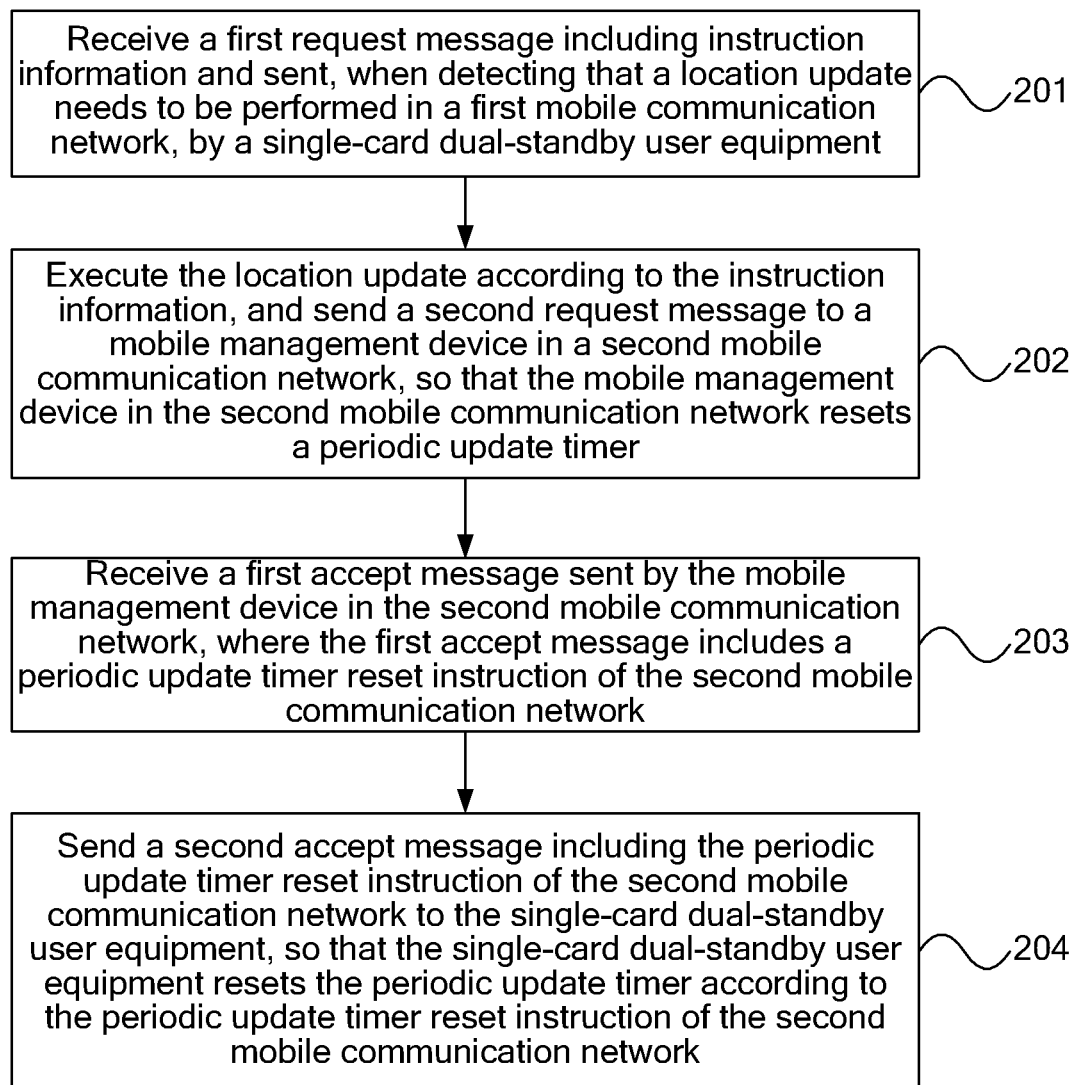 Receive a first request message including instruction
information and sent, when detecting that a location update
needs to be performed in a first mobile communication
network, by a single-card dual-standby user equipment
201
Execute the location update according to the instruction
information, and send a second request message to a
mobile management device in a second mobile
communication network, so that the mobile management
device in the second mobile communication network resets
a periodic update timer
202
Receive a first accept message sent by the mobile
management device in the second mobile communication
network, where the first accept message includes a
periodic update timer reset instruction of the second mobile
communication network
203
Send a second accept message including the periodic
update timer reset instruction of the second mobile
communication network to the single-card dual-standby
user equipment, so that the single-card dual-standby user
equipment resets the periodic update timer according to
the periodic update timer reset instruction of the second
mobile communication network
204